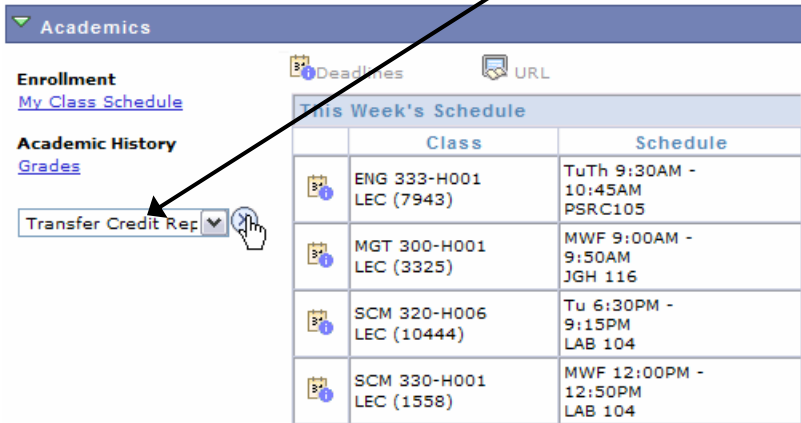 Academics
Enrollment
My Class Schedule
Academic History
Grades
Transfer Credit Rep
Deadlines
URL
This Week's Schedule
Class Schedule
ENG 333-H001
LEC (7943)
TuTh 9:30AM -
10:45AM
PSRC105
MGT 300-H001
LEC (3325)
MWF 9:00AM -
9:50AM
JGH 116
SCM 320-H006
LEC (10444)
Tu 6:30PM -
9:15PM
LAB 104
SCM 330-H001
LEC (1558)
MWF 12:00PM -
12:50PM
LAB 104